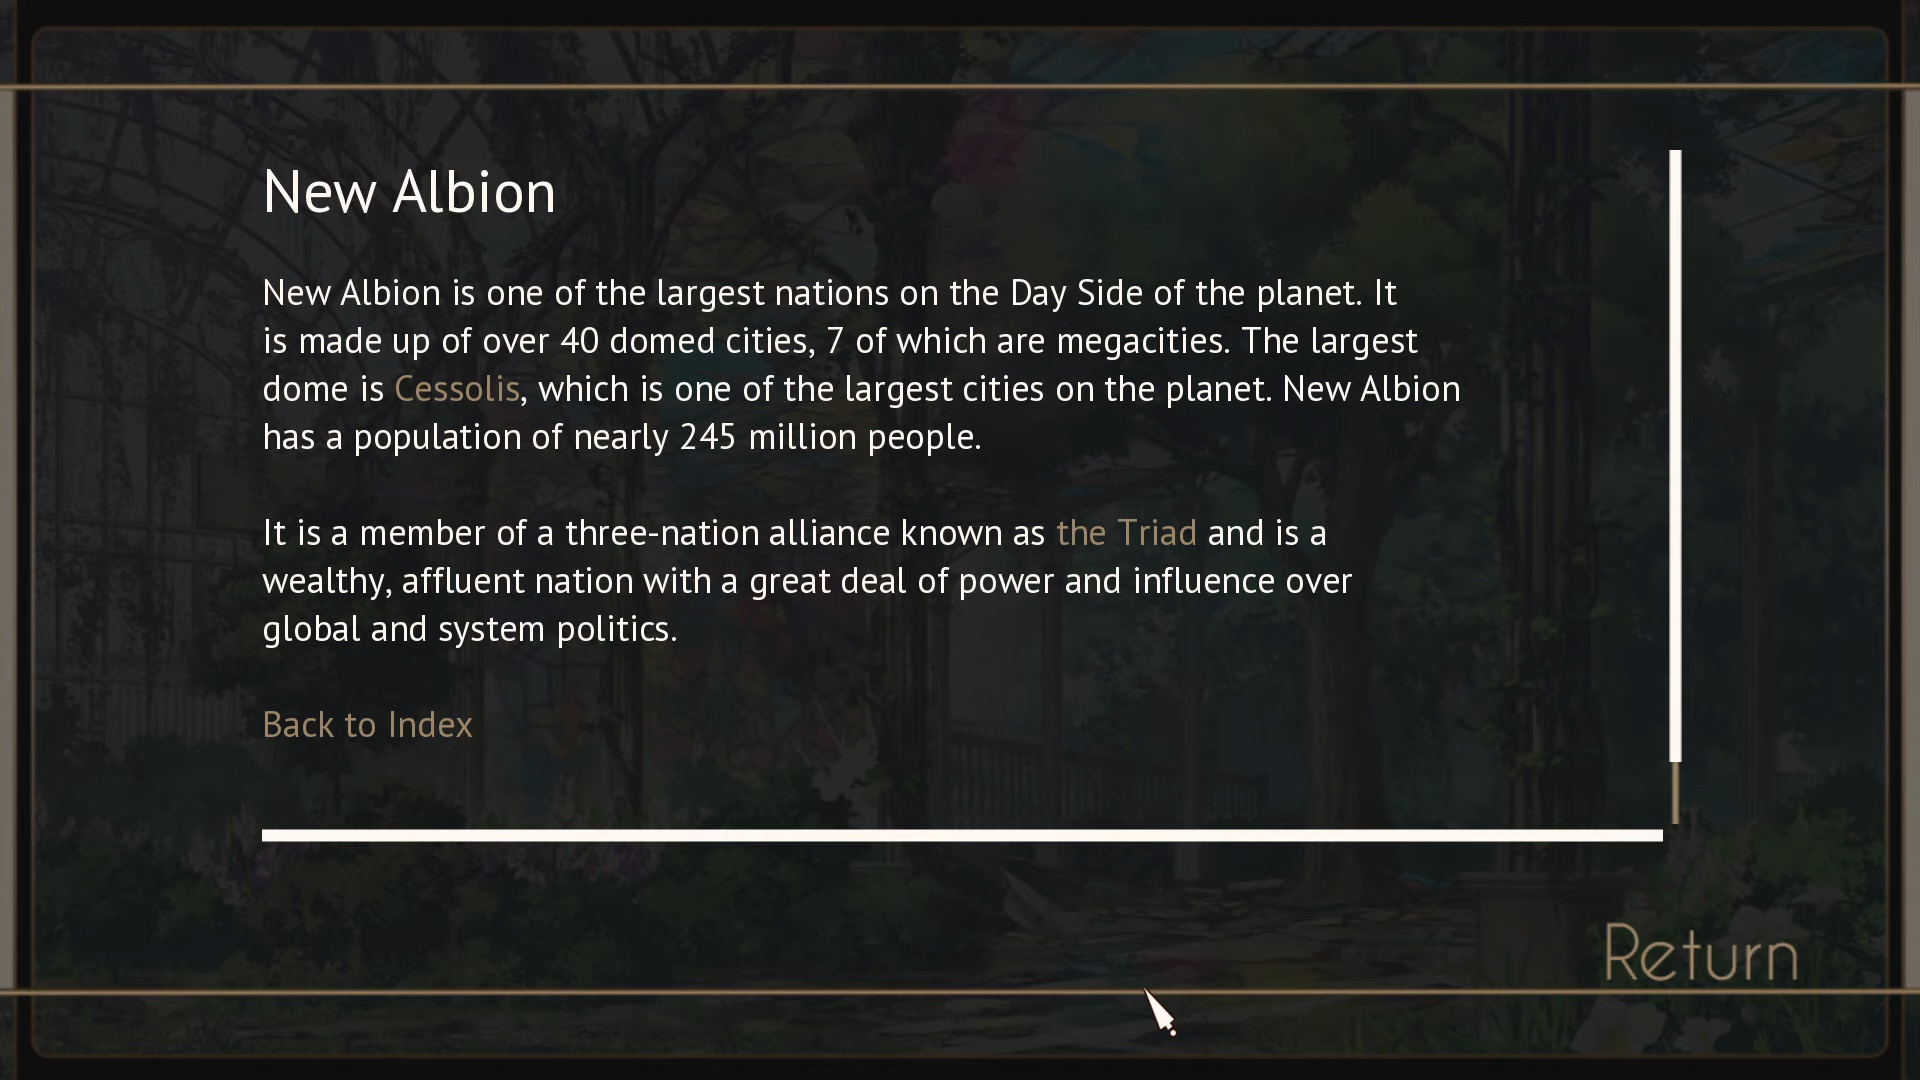 New Albion
New Albion is one of the largest nations on the Day Side of the planet. It
is made up of over 40 domed cities, 7 of which are megacities. The largest
dome is Cessolis, which is one of the largest cities on the planet. New Albion
has a population of nearly 245 million people.
It is a member of a three-nation alliance known as the Triad and is a
wealthy, affluent nation with a great deal of power and influence over
global and system politics.
Back to Index
Return